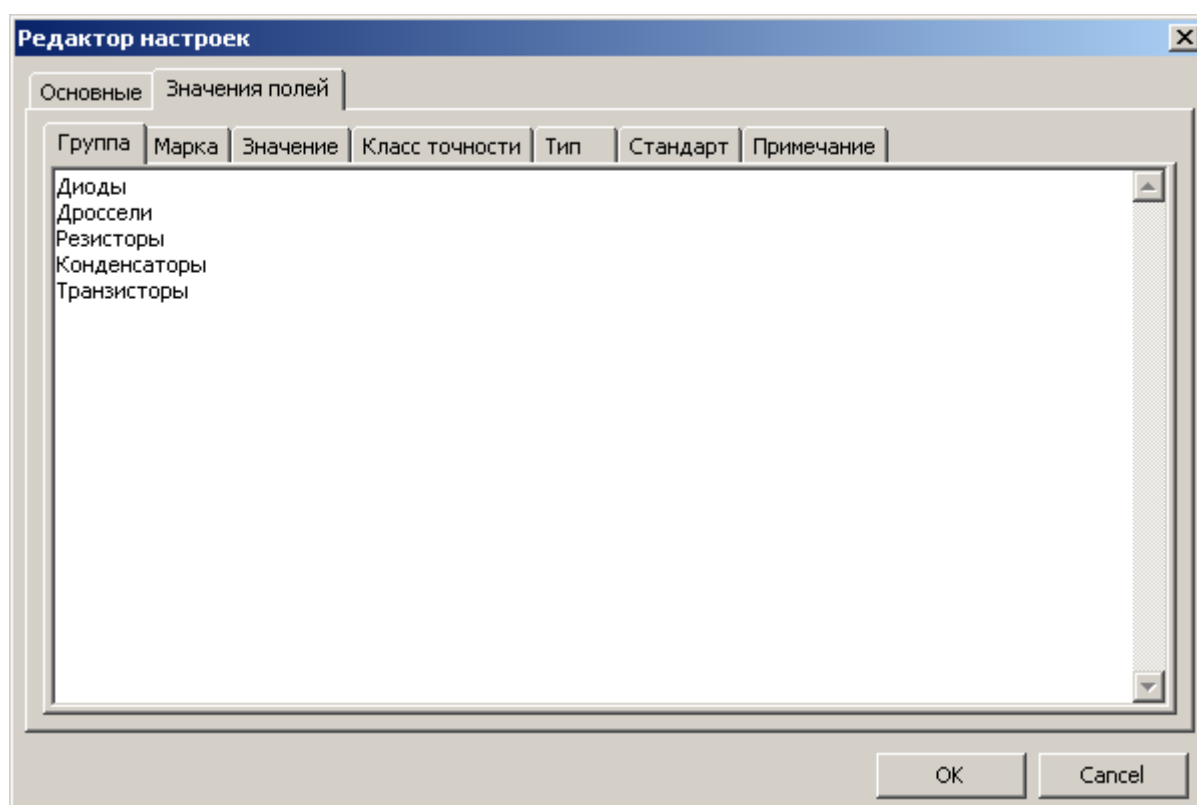 Редактор настроек
Основные Значения полей
Группа Марка Значение Класс точности Тип Стандарт Примечание
Диоды
Дроссели
Резисторы
Конденсаторы
Транзисторы
OK Cancel